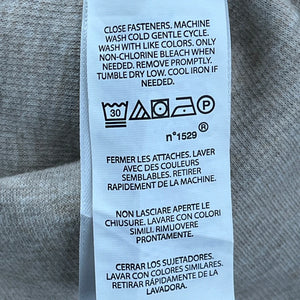 CLOSE FASTENERS. MACHINE
WASH COLD GENTLE CYCLE.
WASH WITH LIKE COLORS. ONLY
NON-CHLORINE BLEACH WHEN
NEEDED. REMOVE PROMPTLY.
TUMBLE DRY LOW. COOL IRON IF
NEEDED.
30 P
n°1529 ®
FERMER LES ATTACHES. LAVER
AVEC DES COULEURS
SEMBLABLES. RETIRER
RAPIDEMENT DE LA MACHINE.
NON LASCIARE APERTE LE
CHIUSURE. LAVARE CON COLORI
SIMILI. RIMUOVERE
PRONTAMENTE.
CERRAR LOS SUJETADORES.
LAVAR EN COLORES SIMILARES.
RETIRAR RAPIDAMENTE DE LA
LAVADORA.